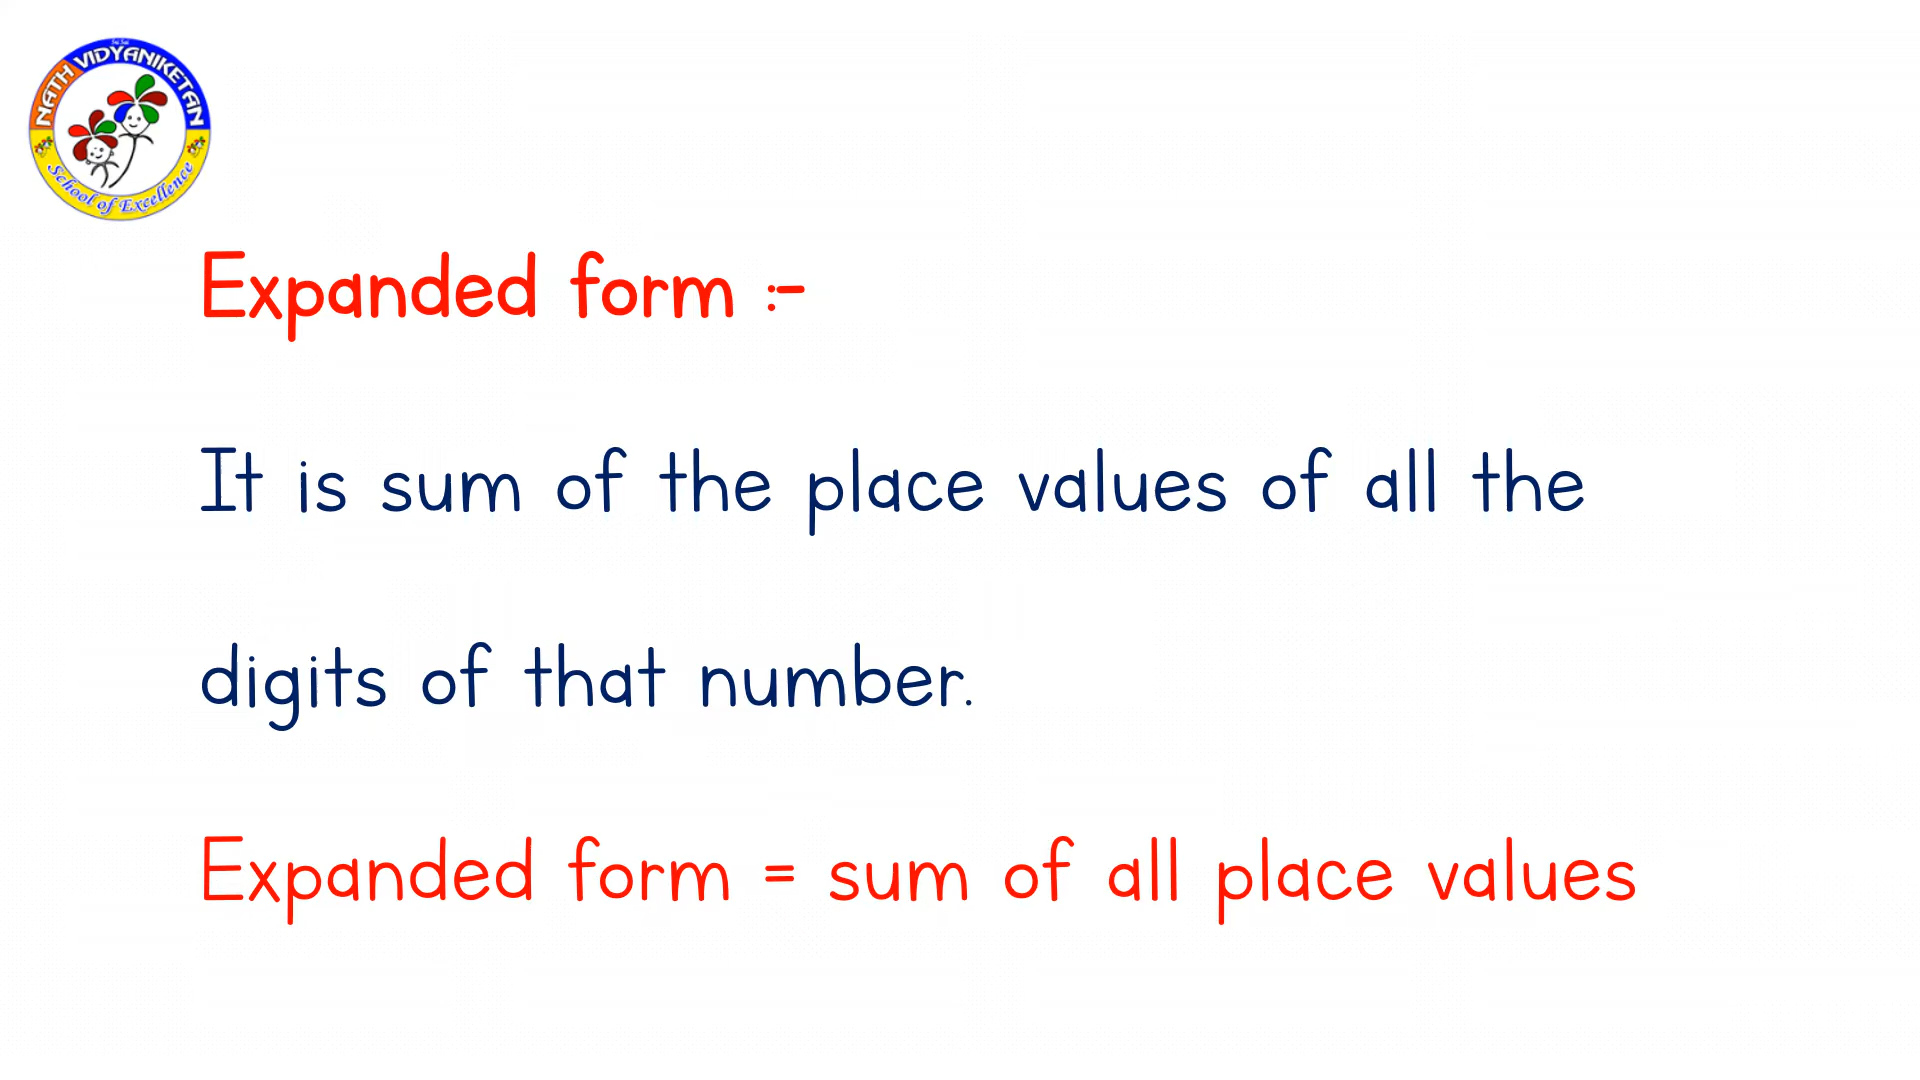 NATH VIDYANIKETAN
School of Excellence
Expanded form :-
It is sum of the place values of all the
digits of that number.
Expanded form = sum of all place values